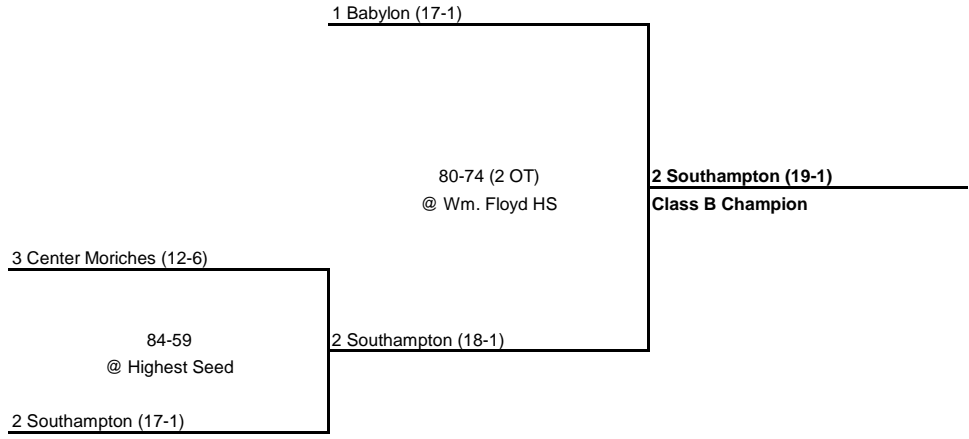 1 Babylon (17-1)
80-74 (2 OT)
@ Wm. Floyd HS
2 Southampton (19-1)
Class B Champion
3 Center Moriches (12-6)
84-59
@ Highest Seed
2 Southampton (18-1)
2 Southampton (17-1)